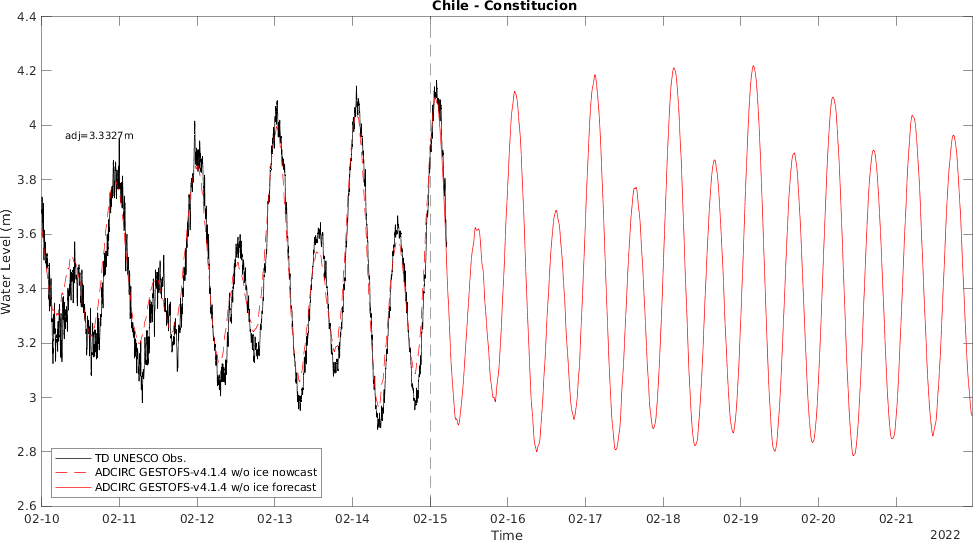 Chile - Constitucion
4.4
4.2
4
3.8
3.6
3.4
3.2
3
2.8
2.6
Water Level (m)
adj=3.3327m
TD UNESCO Obs.
ADCIRC GESTOFS-v4.1.4 w/o ice nowcast
ADCIRC GESTOFS-v4.1.4 w/o ice forecast
02-10 02-11 02-12 02-13 02-14 02-15 02-16 02-17 02-18 02-19 02-20 02-21
Time
2022